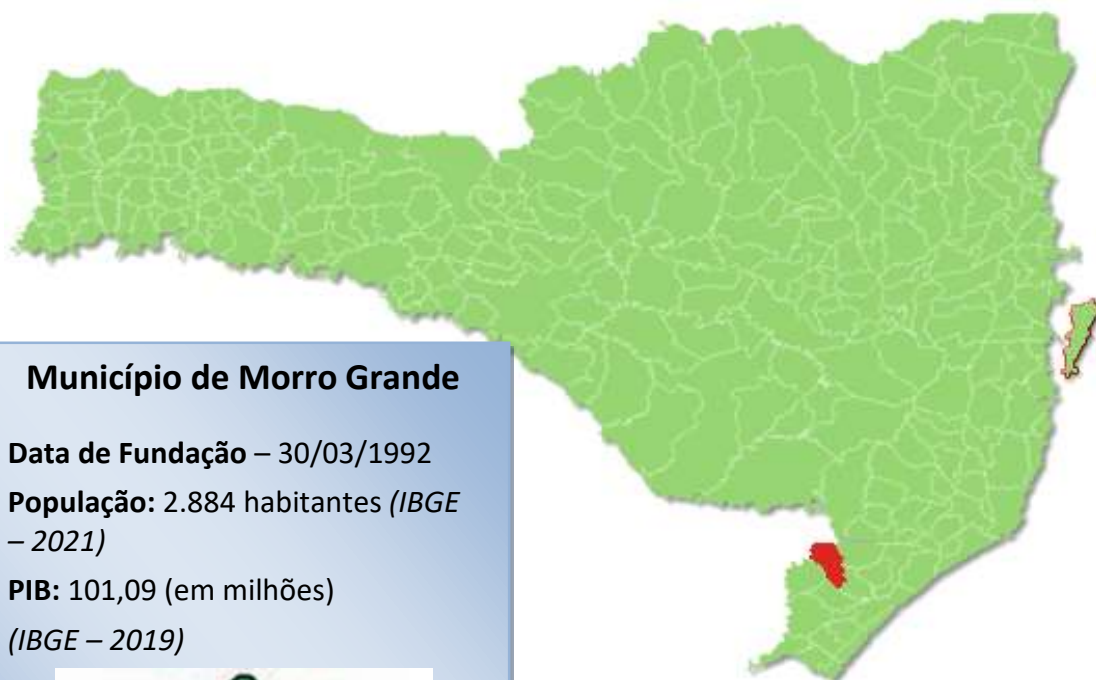 Município de Morro Grande
Data de Fundação – 30/03/1992
População: 2.884 habitantes (IBGE
– 2021)
PIB: 101,09 (em milhões)
(IBGE – 2019)